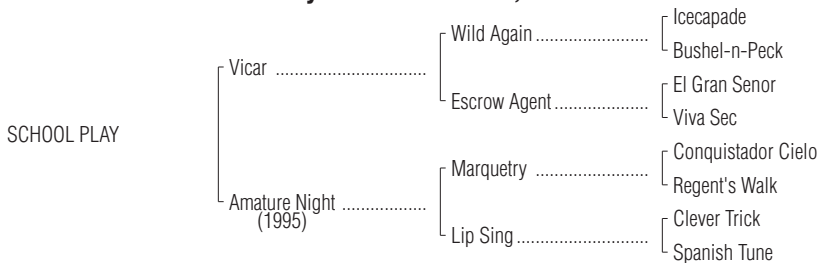 Icecapade
Wild Again ..............................
Bushel-n-Peck
Vicar ................................
El Gran Senor
Escrow Agent .........................
Viva Sec
SCHOOL PLAY
Conquistador Cielo
Marquetry ..............................
Regent's Walk
Amature Night ..................
(1995)
Clever Trick
Lip Sing ...................................
Spanish Tune